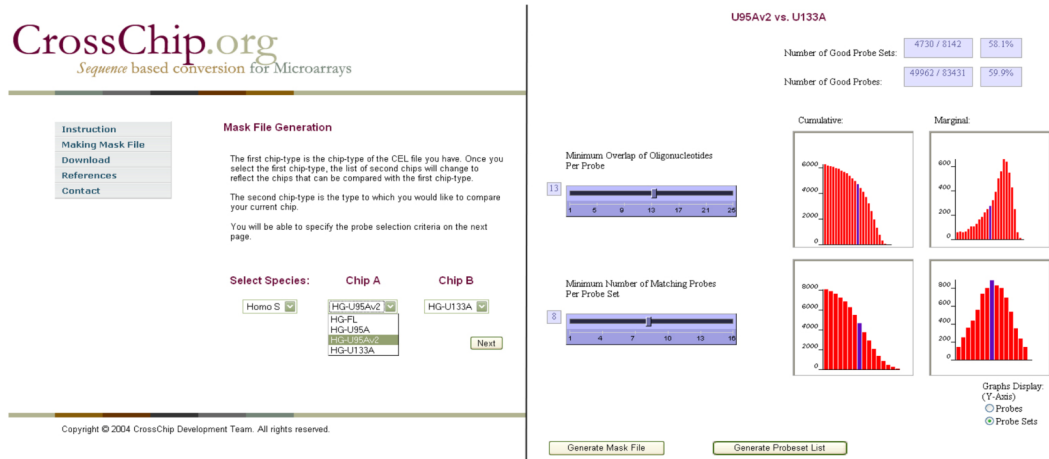 CrossChip.org
Sequence based conversion for Microarrays
Instruction
Making Mask File
Download
References
Contact
Mask File Generation
The first chip-type is the chip-type of the CEL file you have. Once you
select the first chip-type, the list of second chips will change to
reflect the chips that can be compared with the first chip-type.
The second chip-type is the type to which you would like to compare
your current chip.
You will be able to specify the probe selection criteria on the next
page.
Select Species: Chip A Chip B
Homo S HG-U95Av2 HG-U133A
HG-FL
HG-U95A
HG-U95Av2
HG-U133A
Next
Copyright © 2004 CrossChip Development Team. All rights reserved.
U95Av2 vs. U133A
Number of Good Probe Sets: 4730 / 8142 58.1%
Number of Good Probes: 49962 / 83431 59.9%
Cumulative: Marginal:
Minimum Overlap of Oligonucleotides
Per Probe
13
1 5 9 13 17 21 25
6000
4000
2000
0
600
400
200
0
Minimum Number of Matching Probes
Per Probe Set
8
1 4 7 10 13 16
8000
6000
4000
2000
0
800
600
400
200
0
Graphs Display:
(Y-Axis)
Probes
Probe Sets
Generate Mask File Generate Probeset List